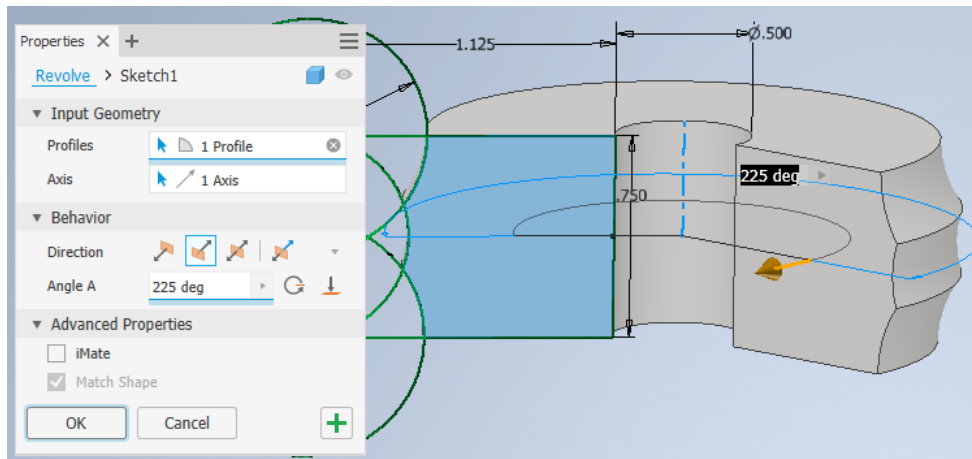 Properties
Revolve > Sketch1
Input Geometry
Profiles 1 Profile
Axis 1 Axis
Behavior
Direction
Angle A 225 deg
Advanced Properties
iMate
Match Shape
OK Cancel
1.125
Ø.500
225 deg
.750